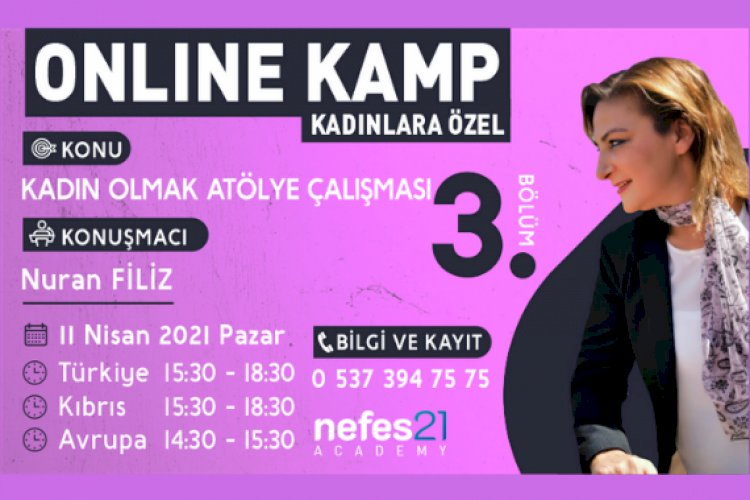 ONLINE KAMP
KADINLARA ÖZEL
KONU
KADIN OLMAK ATÖLYE ÇALIŞMASI
3.
BÖLÜM
KONUŞMACI
Nuran FİLİZ
11 Nisan 2021 Pazar
Türkiye 15:30 - 18:30
Kıbrıs 15:30 - 18:30
Avrupa 14:30 - 15:30
BİLGİ VE KAYIT
0 537 394 75 75
nefes21
ACADEMY